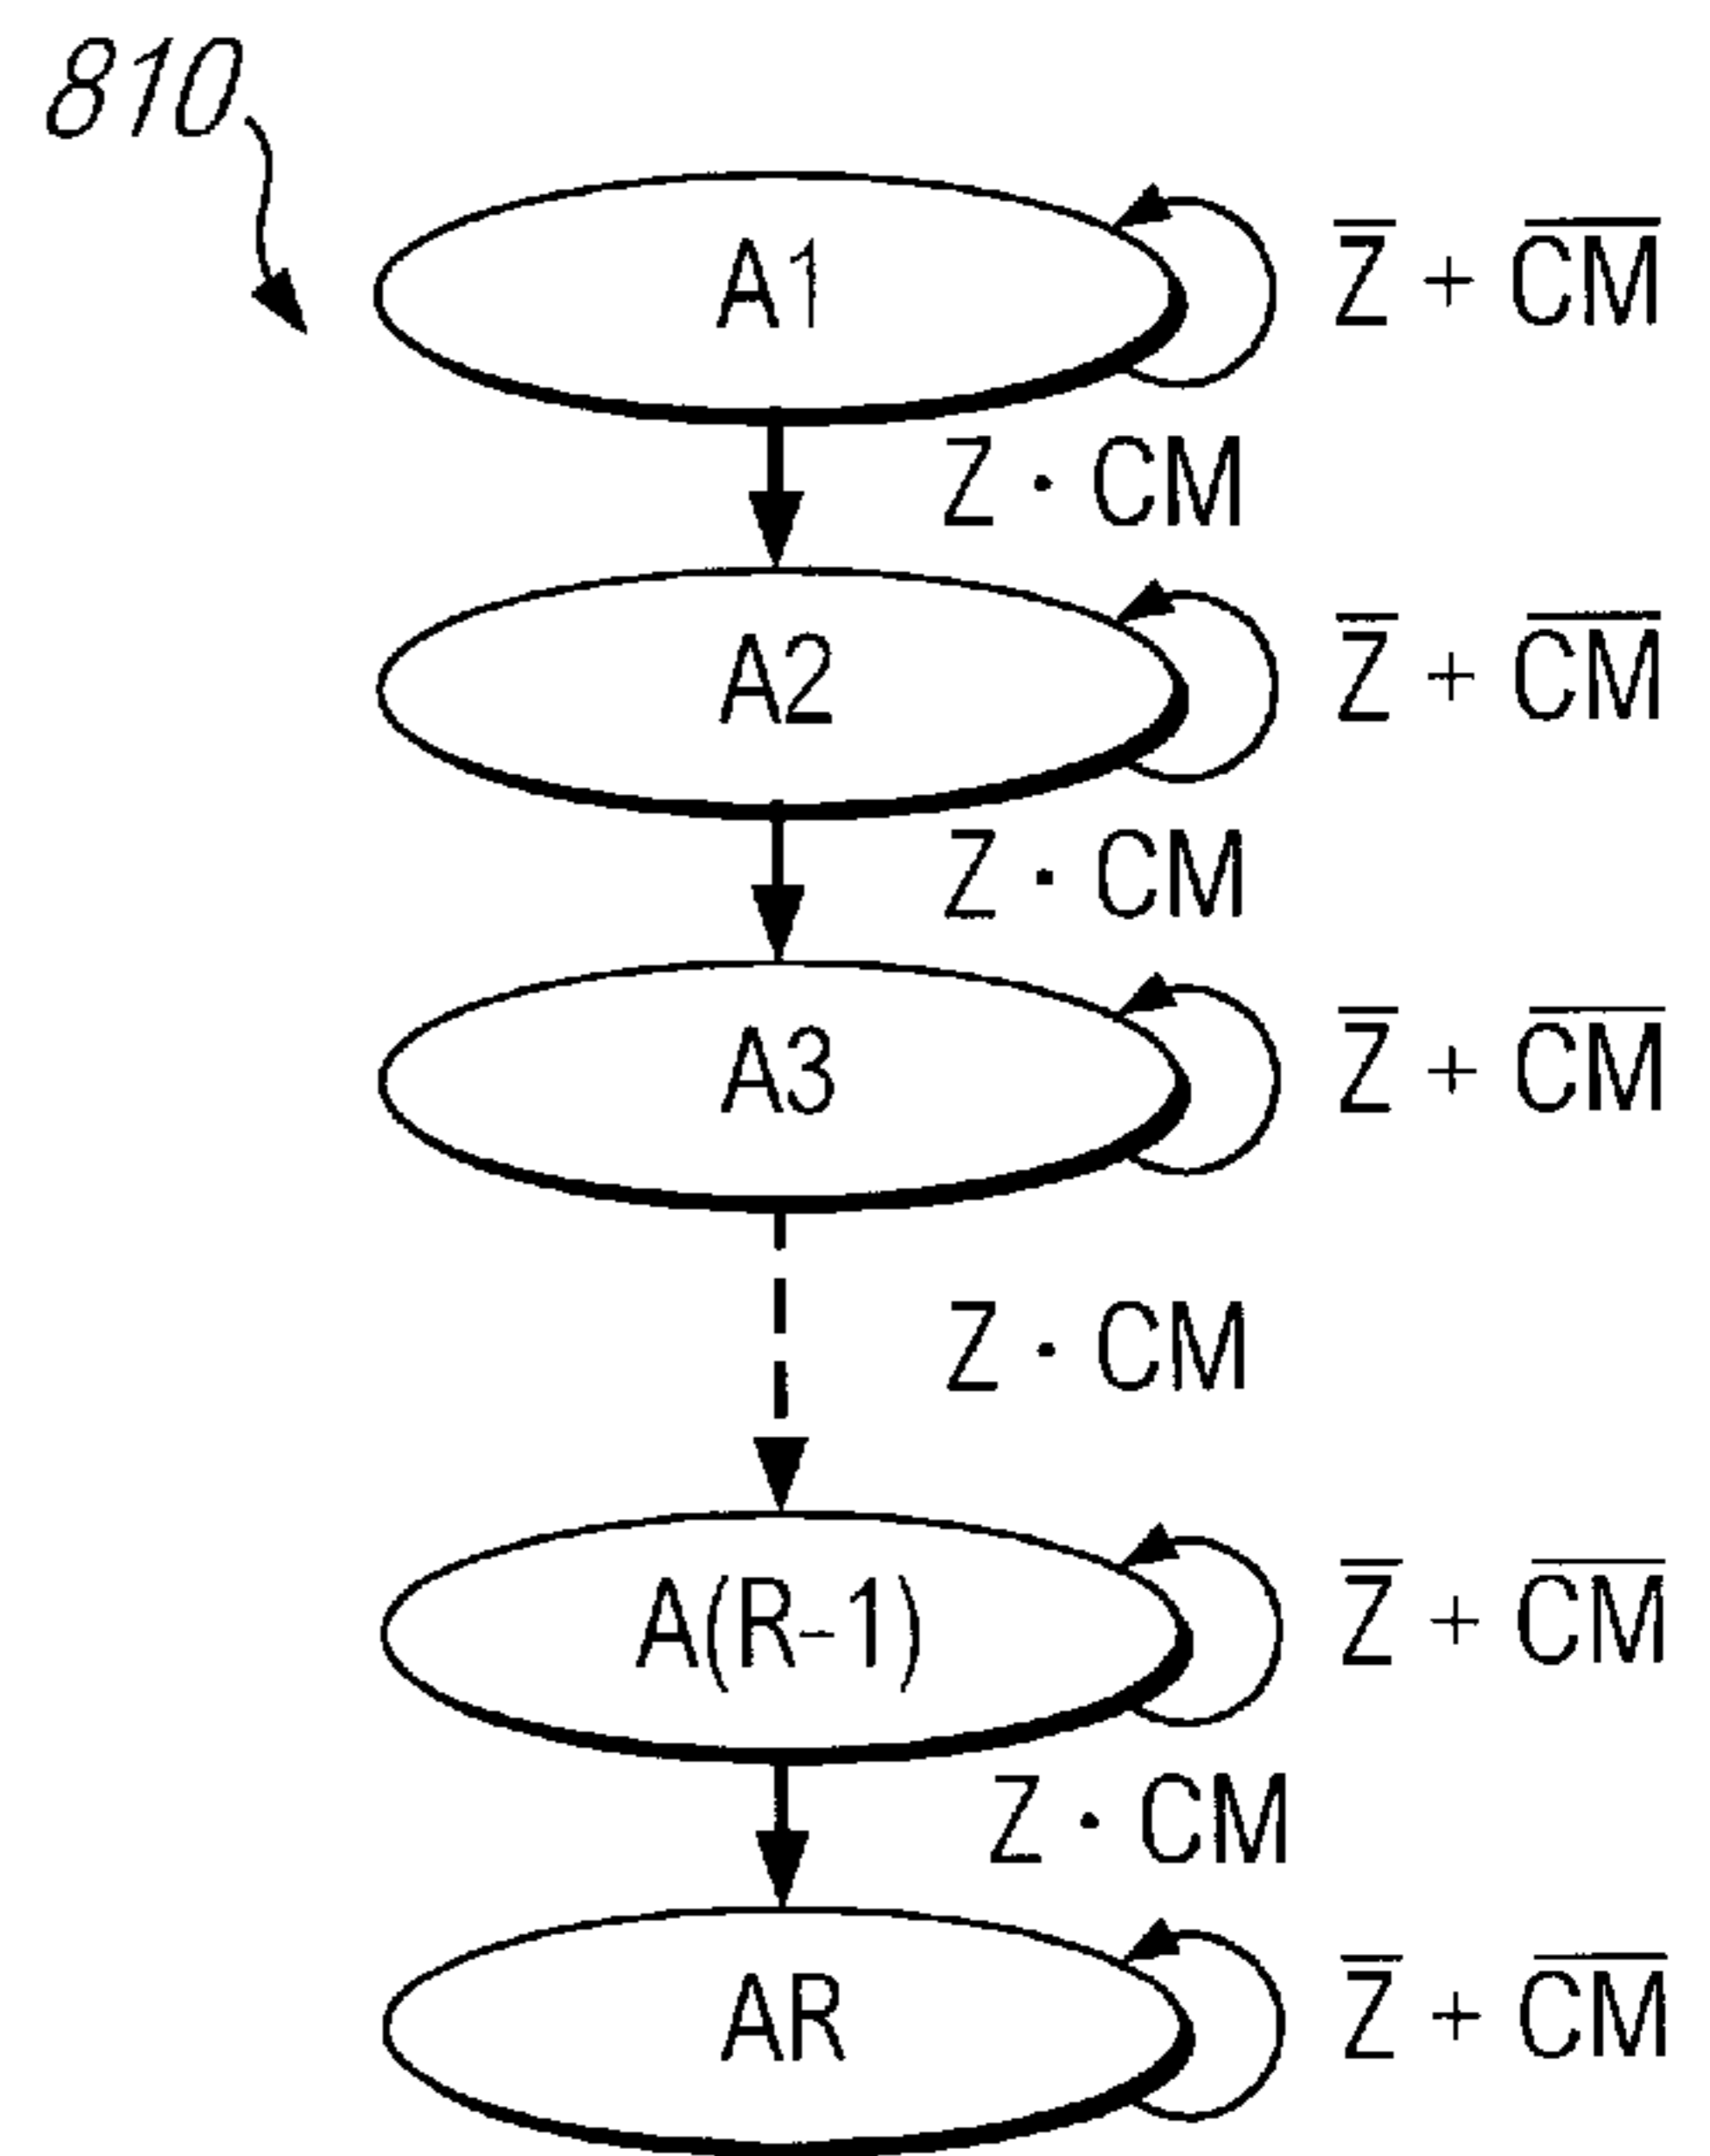 810
A1
Z̅ + C̅M̅
Z · CM
A2
Z̅ + C̅M̅
Z · CM
A3
Z̅ + C̅M̅
Z · CM
A(R-1)
Z̅ + C̅M̅
Z · CM
AR
Z̅ + C̅M̅